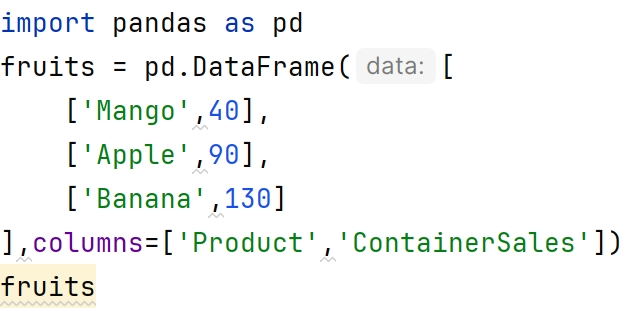 import pandas as pd
fruits = pd.DataFrame( data: [
    ['Mango',40],
    ['Apple',90],
    ['Banana',130]
],columns=['Product','ContainerSales'])
fruits